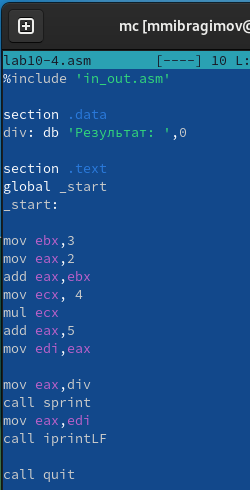 mc [mmibragimov@
lab10-4.asm [----] 10 L:
%include 'in_out.asm'
section .data
div: db 'Результат: ',0
section .text
global _start
_start:
mov ebx,3
mov eax,2
add eax,ebx
mov ecx, 4
mul ecx
add eax,5
mov edi,eax
mov eax,div
call sprint
mov eax,edi
call iprintLF
call quit